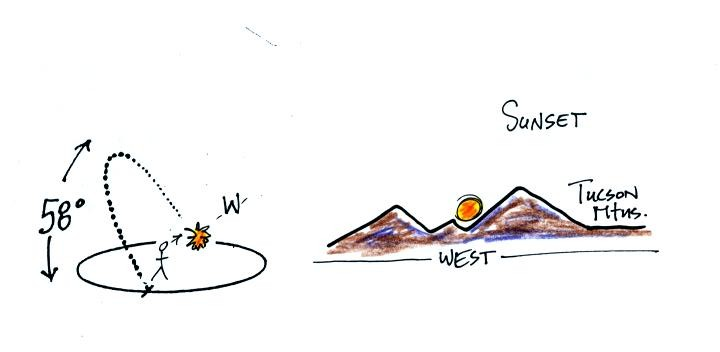 SUNSET
58°
W
TUCSON
Mtns.
WEST